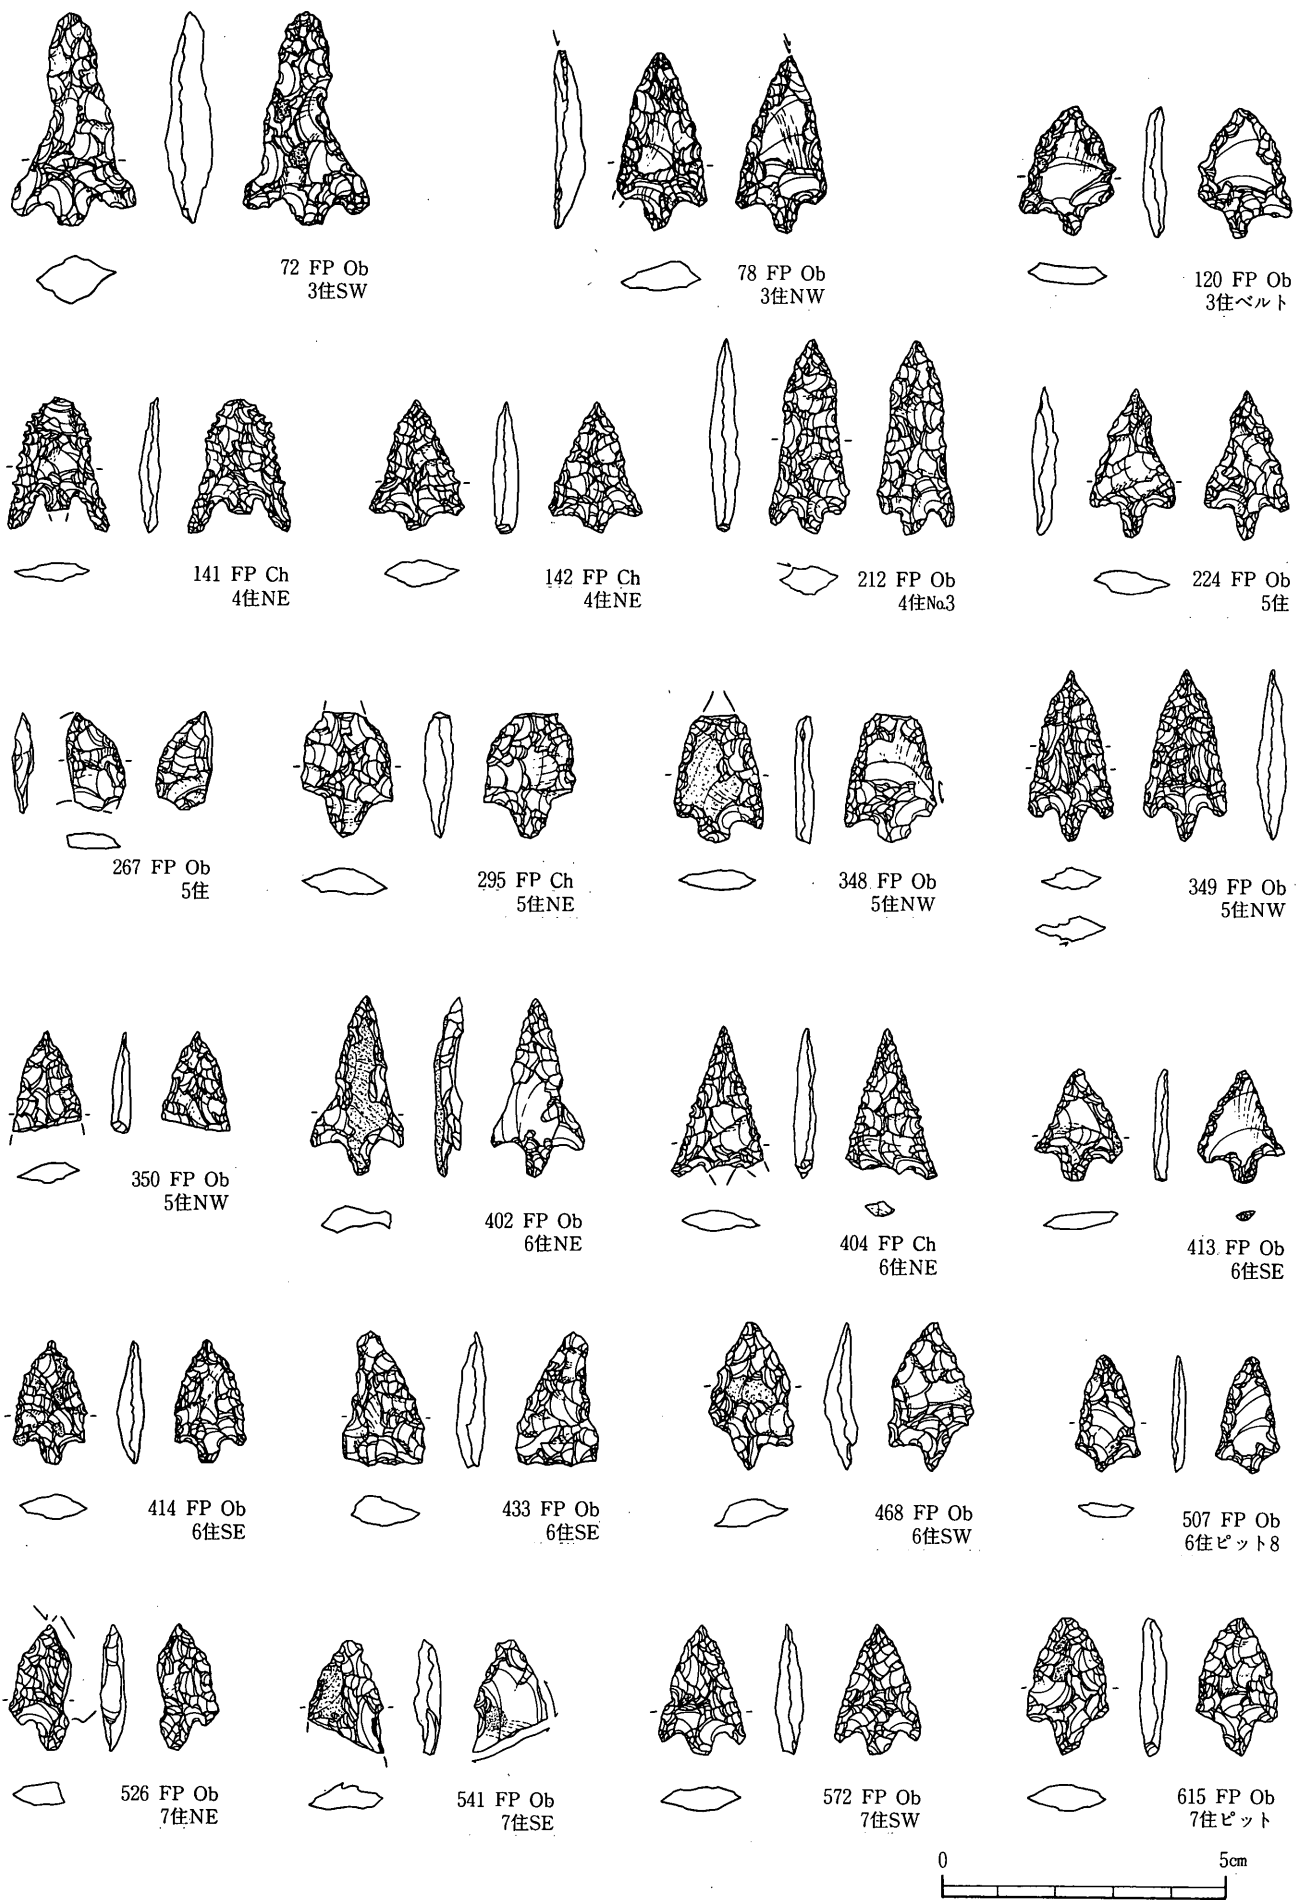 72 FP Ob
3住SW
78 FP Ob
3住NW
120 FP Ob
3住ベルト
141 FP Ch
4住NE
142 FP Ch
4住NE
212 FP Ob
4住No.3
224 FP Ob
5住
267 FP Ob
5住
295 FP Ch
5住NE
348 FP Ob
5住NW
349 FP Ob
5住NW
350 FP Ob
5住NW
402 FP Ob
6住NE
404 FP Ch
6住NE
413 FP Ob
6住SE
414 FP Ob
6住SE
433 FP Ob
6住SE
468 FP Ob
6住SW
507 FP Ob
6住ピット8
526 FP Ob
7住NE
541 FP Ob
7住SE
572 FP Ob
7住SW
615 FP Ob
7住ピット
0 5cm